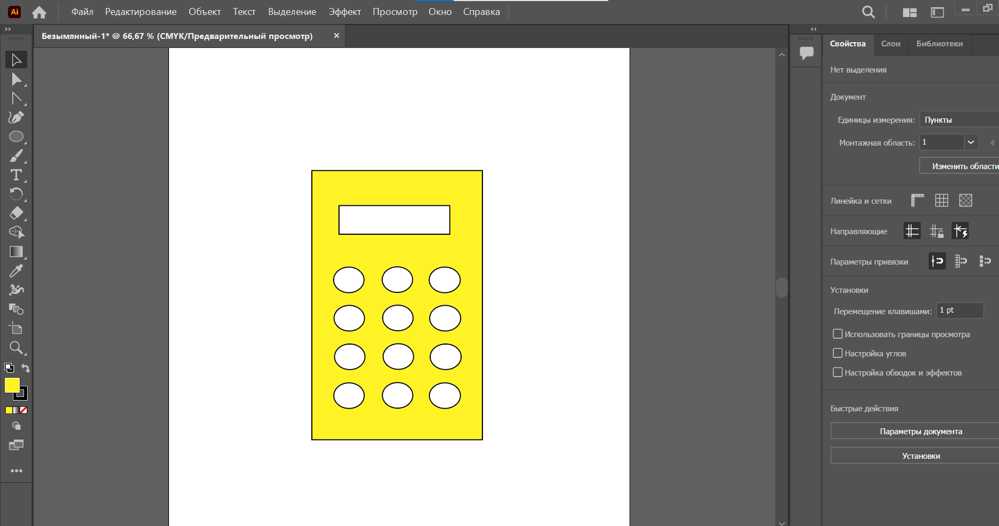 Ai Файл Редактирование Объект Текст Выделение Эффект Просмотр Окно Справка
Безымянный-1* @ 66,67 % (CMYK/Предварительный просмотр)
Свойства Слои Библиотеки
Нет выделения
Документ
Единицы измерения: Пункты
Монтажная область: 1
Изменить области
Линейка и сетки
Направляющие
Параметры привязки
Установки
Перемещение клавишами: 1 pt
Использовать границы просмотра
Настройка углов
Настройка обводок и эффектов
Быстрые действия
Параметры документа
Установки